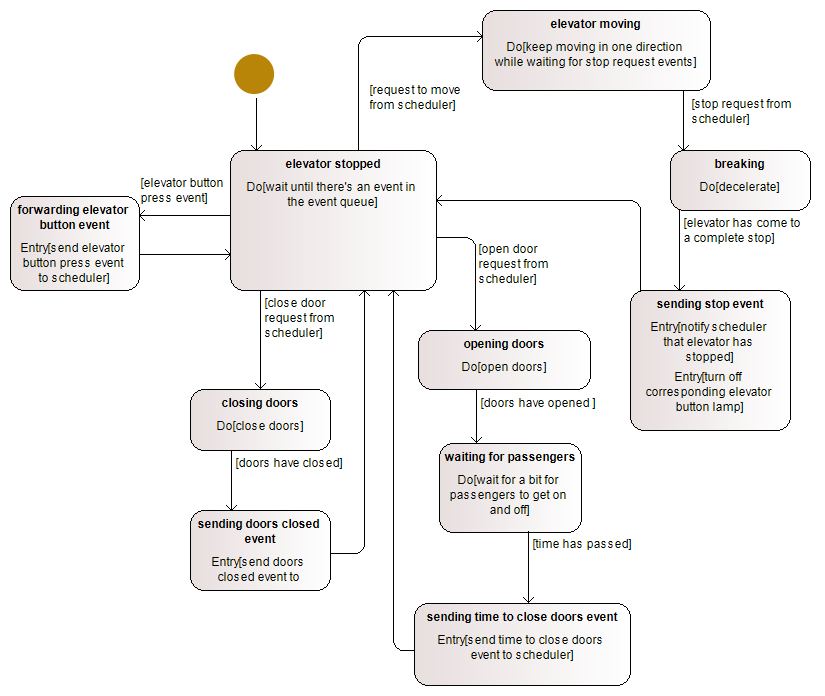 elevator moving
Do[keep moving in one direction
while waiting for stop request events]
[request to move
from scheduler]
[stop request from
scheduler]
elevator stopped
Do[wait until there's an event in
the event queue]
breaking
Do[decelerate]
[elevator button
press event]
forwarding elevator
button event
Entry[send elevator
button press event
to scheduler]
[elevator has come to
a complete stop]
[open door
request from
scheduler]
[close door
request from
scheduler]
sending stop event
Entry[notify scheduler
that elevator has
stopped]
Entry[turn off
corresponding elevator
button lamp]
opening doors
Do[open doors]
closing doors
Do[close doors]
[doors have opened ]
[doors have closed]
waiting for passengers
Do[wait for a bit for
passengers to get on
and off]
sending doors closed
event
Entry[send doors
closed event to
[time has passed]
sending time to close doors event
Entry[send time to close doors
event to scheduler]